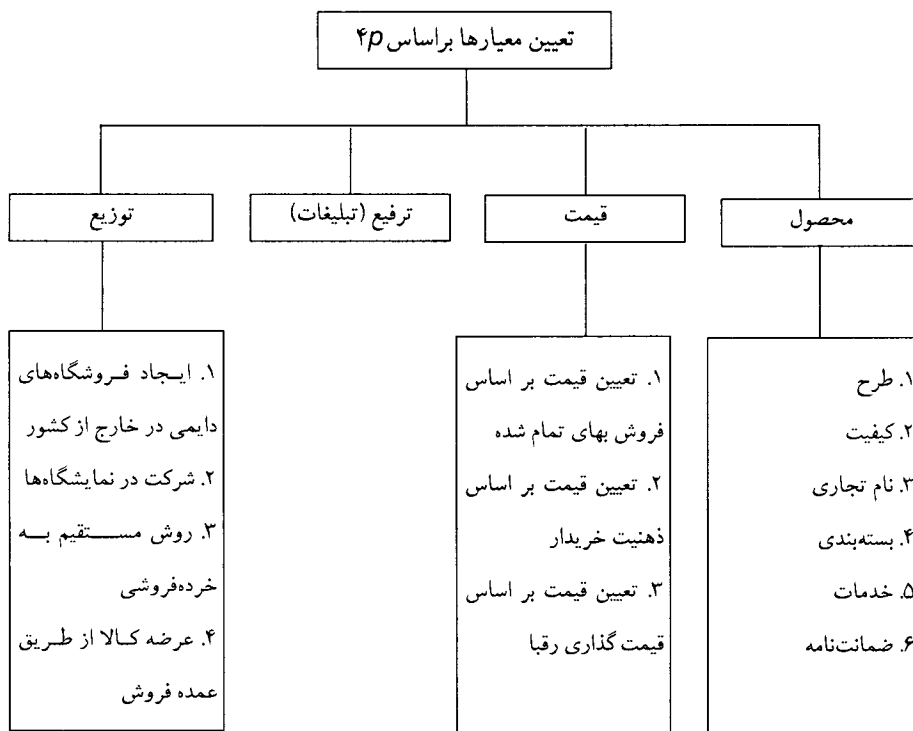 تعیین معیارها براساس ۴p
محصول
قیمت
ترفیع (تبلیغات)
توزیع
۱. طرح
۲. کیفیت
۳. نام تجاری
۴. بسته‌بندی
۵. خدمات
۶. ضمانت‌نامه
۱. تعیین قیمت بر اساس
فروش بهای تمام شده
۲. تعیین قیمت بر اساس
ذهنیت خریدار
۳. تعیین قیمت بر اساس
قیمت گذاری رقبا
۱. ایجاد فروشگاه‌های
دایمی در خارج از کشور
۲. شرکت در نمایشگاه‌ها
۳. روش مستقیم به
خرده‌فروشی
۴. عرضه کالا از طریق
عمده فروش